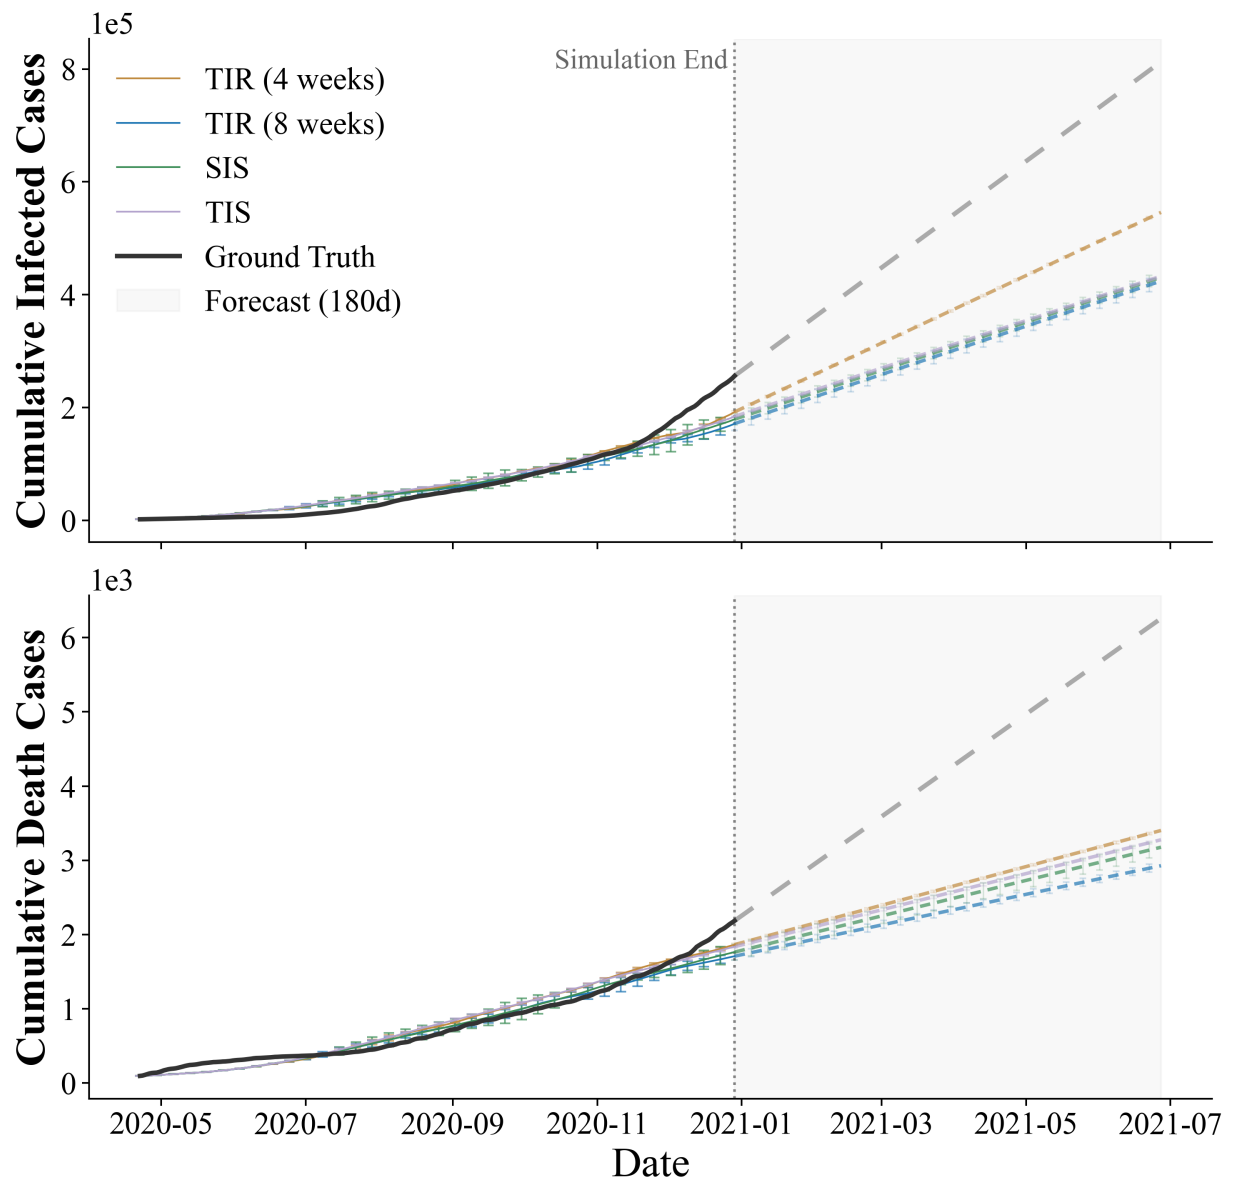 1e5
Cumulative Infected Cases
8
6
4
2
0
Simulation End
TIR (4 weeks)
TIR (8 weeks)
SIS
TIS
Ground Truth
Forecast (180d)
1e3
Cumulative Death Cases
6
5
4
3
2
1
0
2020-05 2020-07 2020-09 2020-11 2021-01 2021-03 2021-05 2021-07
Date